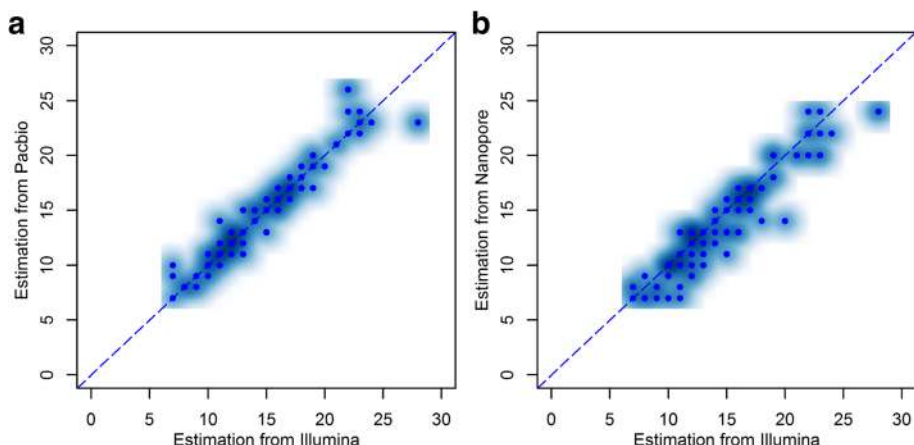 a
b
Estimation from Pacbio
30
25
20
15
10
5
0
0 5 10 15 20 25 30
Estimation from Illumina
Estimation from Nanopore
30
25
20
15
10
5
0
0 5 10 15 20 25 30
Estimation from Illumina